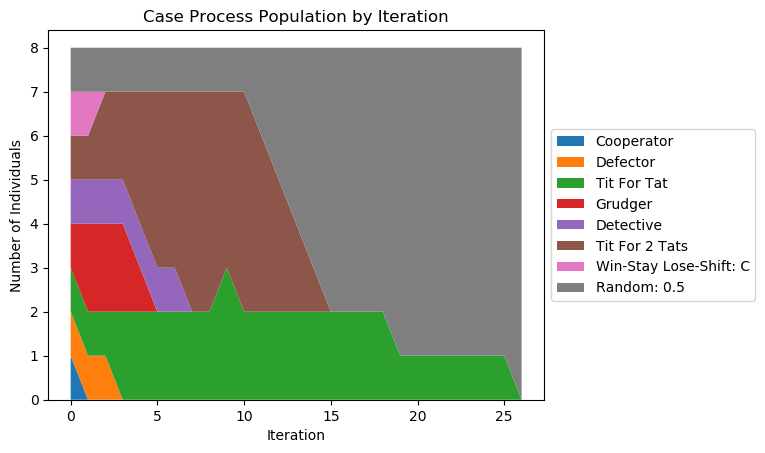 Case Process Population by Iteration
Number of Individuals
8
7
6
5
4
3
2
1
0
0 5 10 15 20 25
Iteration
Cooperator
Defector
Tit For Tat
Grudger
Detective
Tit For 2 Tats
Win-Stay Lose-Shift: C
Random: 0.5